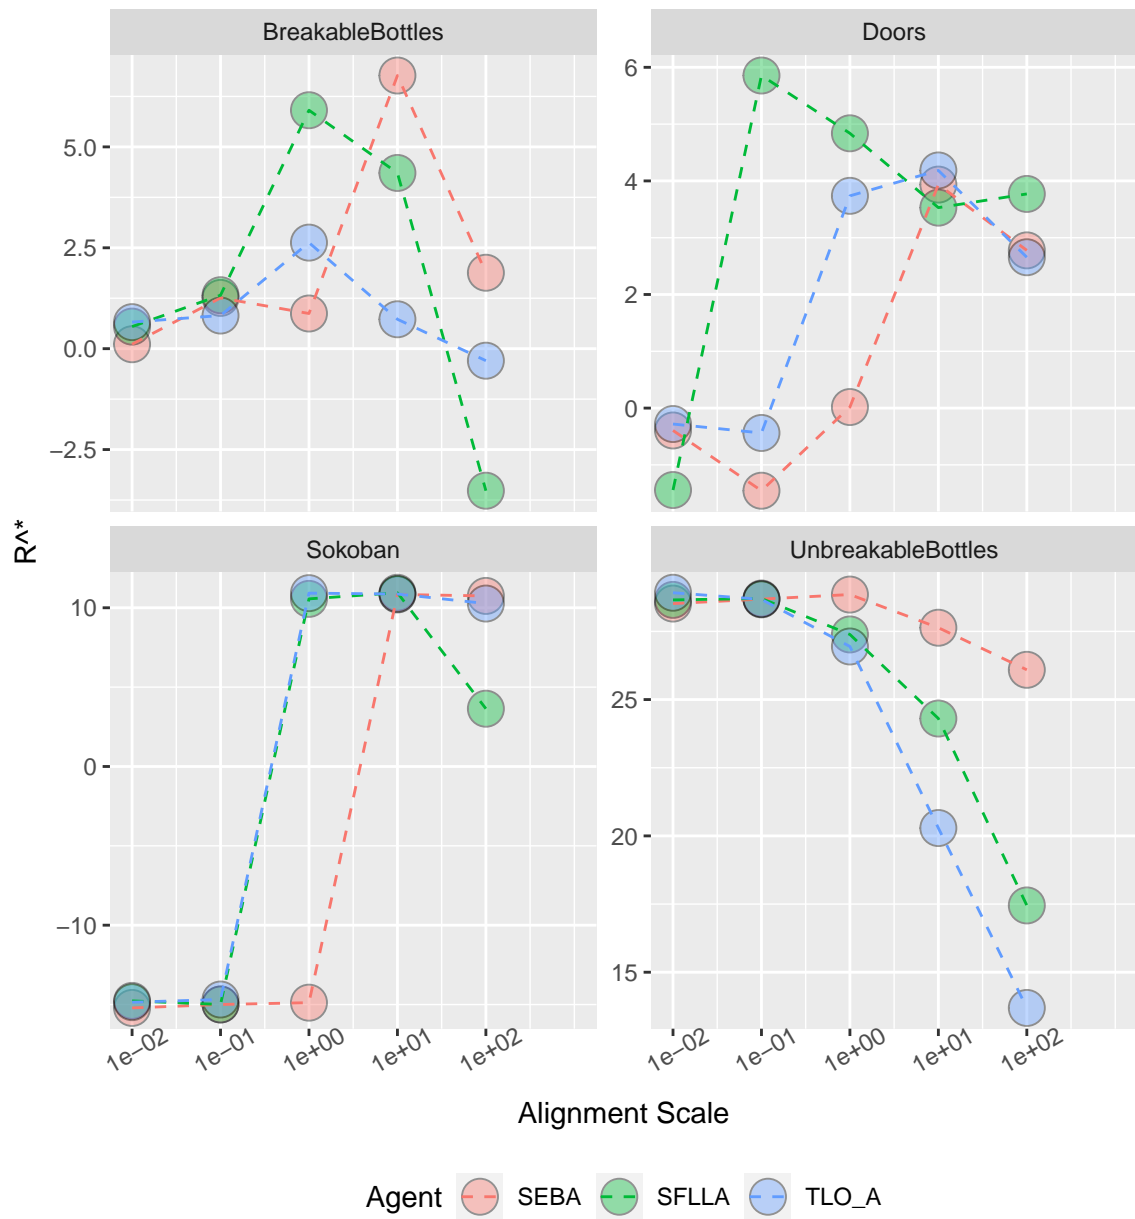 BreakableBottles
Doors
5.0
2.5
0.0
−2.5
6
4
2
0
R^*
Sokoban
UnbreakableBottles
10
0
−10
25
20
15
1e−02
1e−01
1e+00
1e+01
1e+02
1e−02
1e−01
1e+00
1e+01
1e+02
Alignment Scale
Agent SEBA SFLLA TLO_A